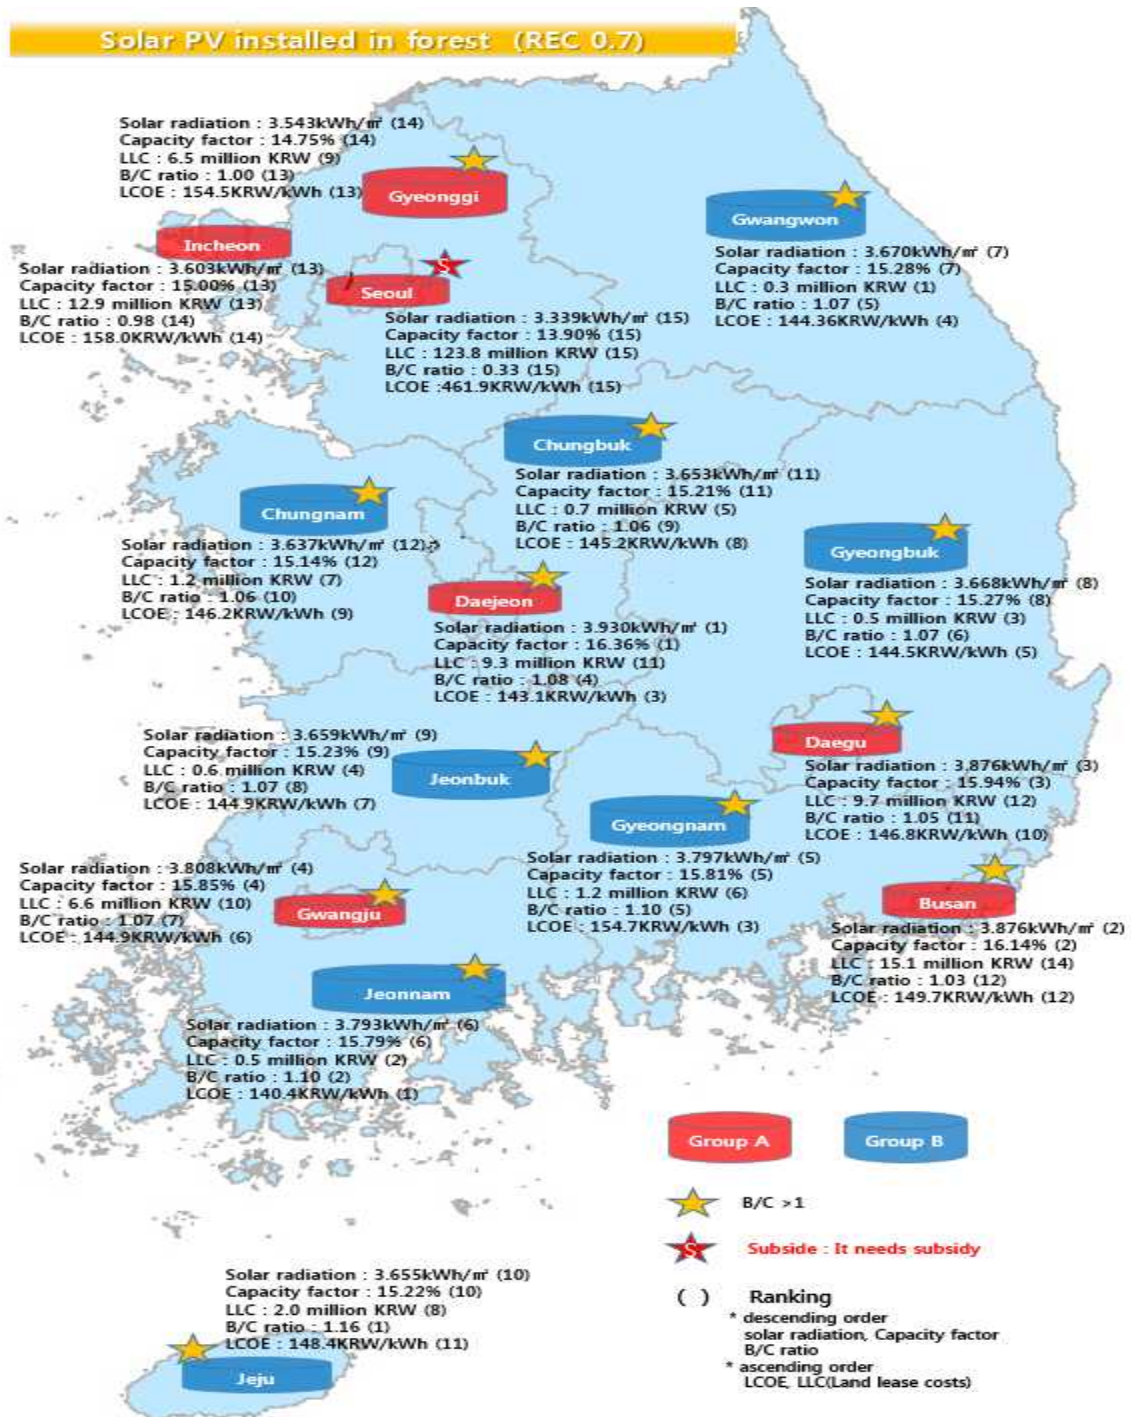 Solar PV installed in forest (REC 0.7)
Solar radiation : 3.543kWh/㎡ (14)
Capacity factor : 14.75% (14)
LLC : 6.5 million KRW (9)
B/C ratio : 1.00 (13)
LCOE : 154.5KRW/kWh (13)
Gyeonggi
Gwangwon
Solar radiation : 3.670kWh/㎡ (7)
Capacity factor : 15.28% (7)
LLC : 0.3 million KRW (1)
B/C ratio : 1.07 (5)
LCOE : 144.36KRW/kWh (4)
Incheon
Solar radiation : 3.603kWh/㎡ (13)
Capacity factor : 15.00% (13)
LLC : 12.9 million KRW (13)
B/C ratio : 0.98 (14)
LCOE : 158.0KRW/kWh (14)
S
Seoul
Solar radiation : 3.339kWh/㎡ (15)
Capacity factor : 13.90% (15)
LLC : 123.8 million KRW (15)
B/C ratio : 0.33 (15)
LCOE :461.9KRW/kWh (15)
Chungbuk
Solar radiation : 3.653kWh/㎡ (11)
Capacity factor : 15.21% (11)
LLC : 0.7 million KRW (5)
B/C ratio : 1.06 (9)
LCOE : 145.2KRW/kWh (8)
Chungnam
Solar radiation : 3.637kWh/㎡ (12)
Capacity factor : 15.14% (12)
LLC : 1.2 million KRW (7)
B/C ratio : 1.06 (10)
LCOE : 146.2KRW/kWh (9)
Gyeongbuk
Solar radiation : 3.668kWh/㎡ (8)
Capacity factor : 15.27% (8)
LLC : 0.5 million KRW (3)
B/C ratio : 1.07 (6)
LCOE : 144.5KRW/kWh (5)
Daejeon
Solar radiation : 3.930kWh/㎡ (1)
Capacity factor : 16.36% (1)
LLC : 9.3 million KRW (11)
B/C ratio : 1.08 (4)
LCOE : 143.1KRW/kWh (3)
Daegu
Solar radiation : 3.876kWh/㎡ (3)
Capacity factor : 15.94% (3)
LLC : 9.7 million KRW (12)
B/C ratio : 1.05 (11)
LCOE : 146.8KRW/kWh (10)
Solar radiation : 3.659kWh/㎡ (9)
Capacity factor : 15.23% (9)
LLC : 0.6 million KRW (4)
B/C ratio : 1.07 (8)
LCOE : 144.9KRW/kWh (7)
Jeonbuk
Gyeongnam
Solar radiation : 3.797kWh/㎡ (5)
Capacity factor : 15.81% (5)
LLC : 1.2 million KRW (6)
B/C ratio : 1.10 (5)
LCOE : 154.7KRW/kWh (3)
Solar radiation : 3.808kWh/㎡ (4)
Capacity factor : 15.85% (4)
LLC : 6.6 million KRW (10)
B/C ratio : 1.07 (7)
LCOE : 144.9KRW/kWh (6)
Gwangju
Busan
Solar radiation : 3.876kWh/㎡ (2)
Capacity factor : 16.14% (2)
LLC : 15.1 million KRW (14)
B/C ratio : 1.03 (12)
LCOE : 149.7KRW/kWh (12)
Jeonnam
Solar radiation : 3.793kWh/㎡ (6)
Capacity factor : 15.79% (6)
LLC : 0.5 million KRW (2)
B/C ratio : 1.10 (2)
LCOE : 140.4KRW/kWh (1)
Group A
Group B
B/C >1
S
Subside : It needs subsidy
( ) Ranking
* descending order
solar radiation, Capacity factor
B/C ratio
* ascending order
LCOE, LLC(Land lease costs)
Solar radiation : 3.655kWh/㎡ (10)
Capacity factor : 15.22% (10)
LLC : 2.0 million KRW (8)
B/C ratio : 1.16 (1)
LCOE : 148.4KRW/kWh (11)
Jeju